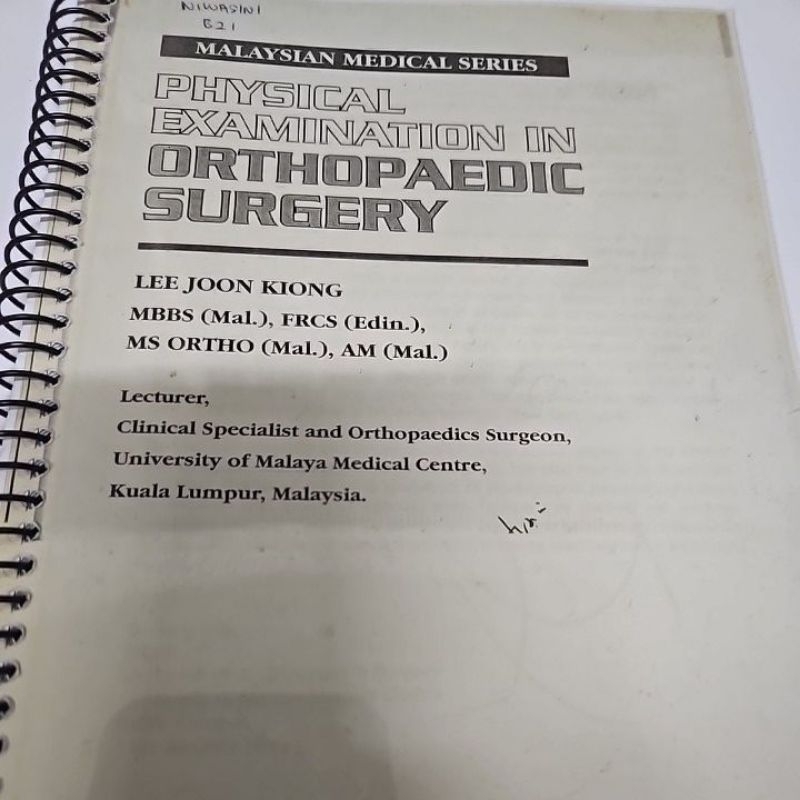 NIWASINI
E21
MALAYSIAN MEDICAL SERIES
PHYSICAL
EXAMINATION IN
ORTHOPAEDIC
SURGERY
LEE JOON KIONG
MBBS (Mal.), FRCS (Edin.),
MS ORTHO (Mal.), AM (Mal.)
Lecturer,
Clinical Specialist and Orthopaedics Surgeon,
University of Malaya Medical Centre,
Kuala Lumpur, Malaysia.